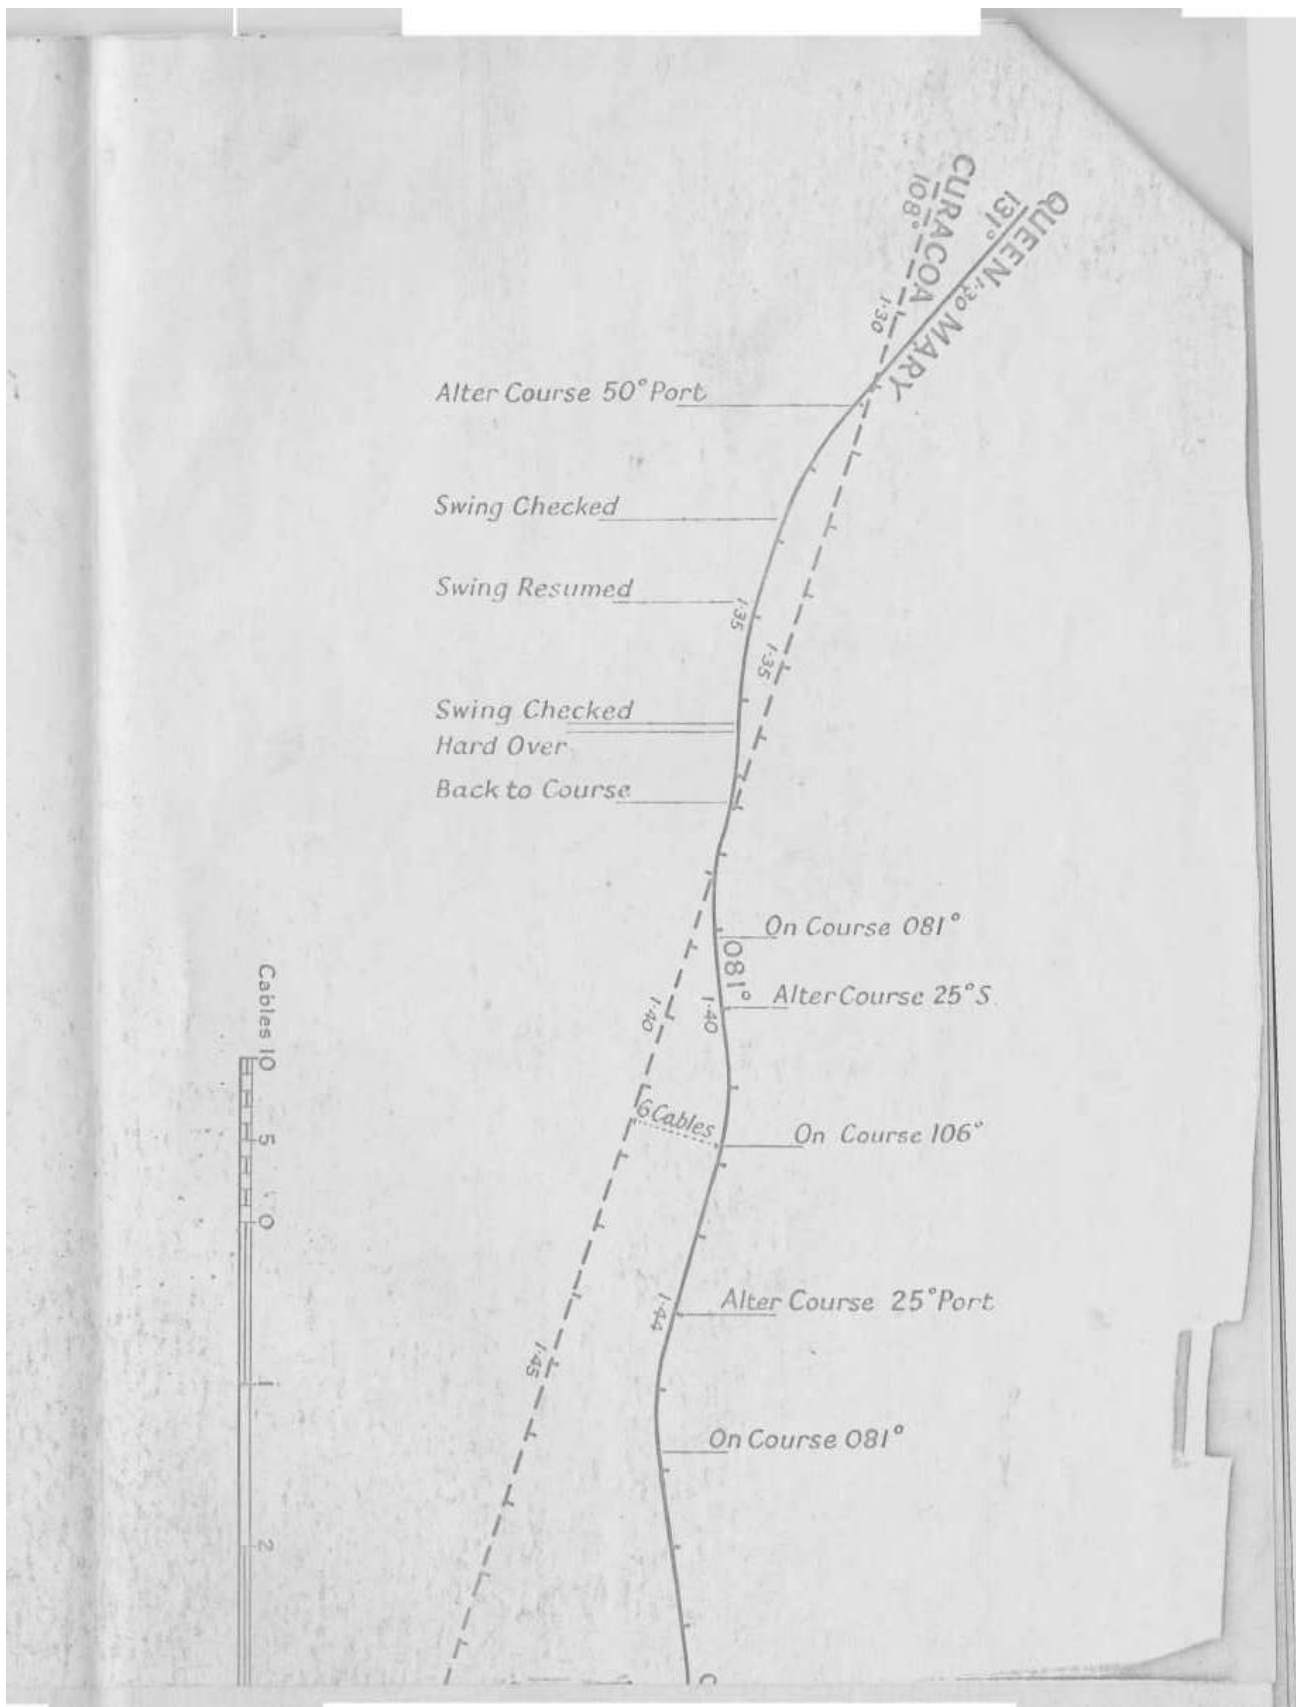 CURACOA
108°
QUEEN MARY
131°
1·30
1·30
Alter Course 50° Port
Swing Checked
Swing Resumed
1·35
1·35
Swing Checked
Hard Over
Back to Course
On Course 081°
081°
Alter Course 25° S
1·40
1·40
6 Cables
On Course 106°
Alter Course 25° Port
1·44
1·45
On Course 081°
Cables 10
5
0
1
2